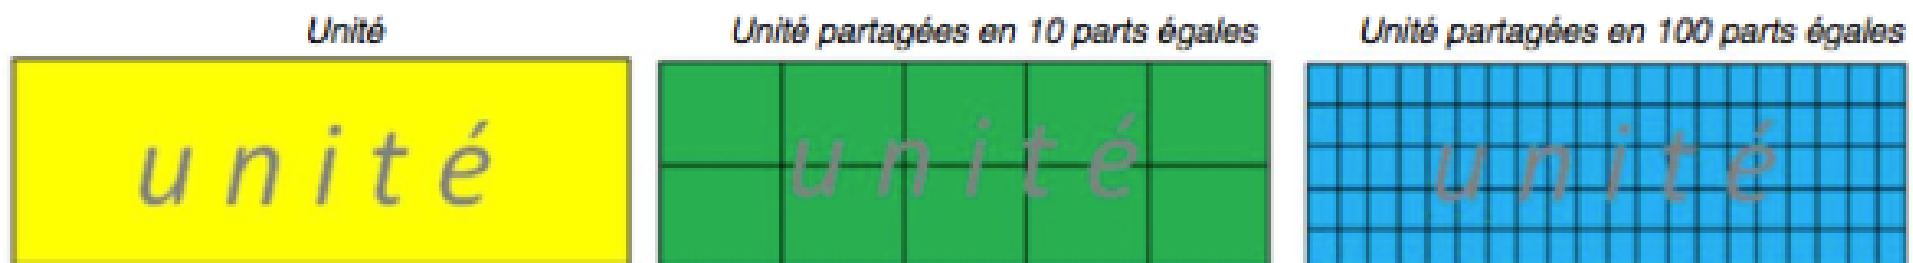 Unité
Unité partagées en 10 parts égales
Unité partagées en 100 parts égales
unité
unité
unité